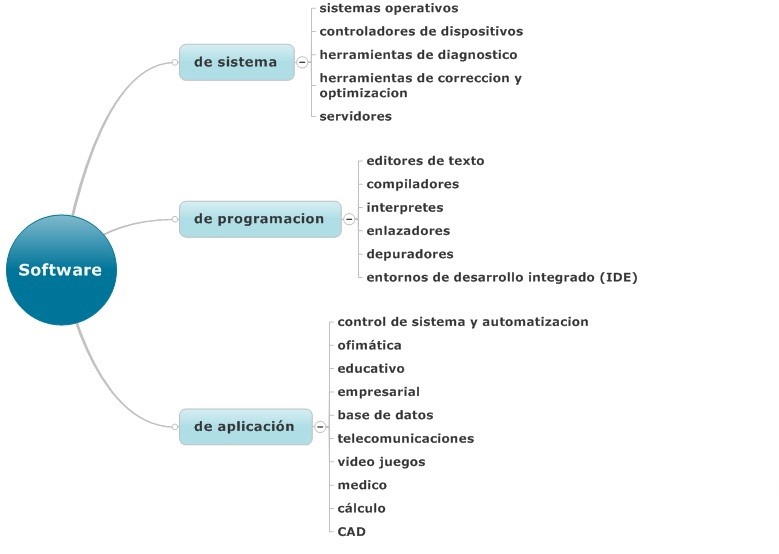 Software
de sistema
sistemas operativos
controladores de dispositivos
herramientas de diagnostico
herramientas de correccion y
optimizacion
servidores
de programacion
editores de texto
compiladores
interpretes
enlazadores
depuradores
entornos de desarrollo integrado (IDE)
de aplicación
control de sistema y automatizacion
ofimática
educativo
empresarial
base de datos
telecomunicaciones
video juegos
medico
cálculo
CAD